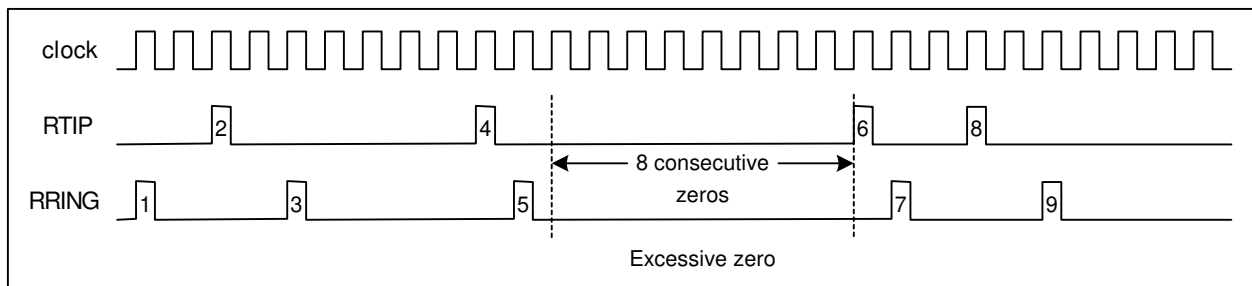 clock
RTIP
2
4
6
8
8 consecutive
zeros
RRING
1
3
5
7
9
Excessive zero